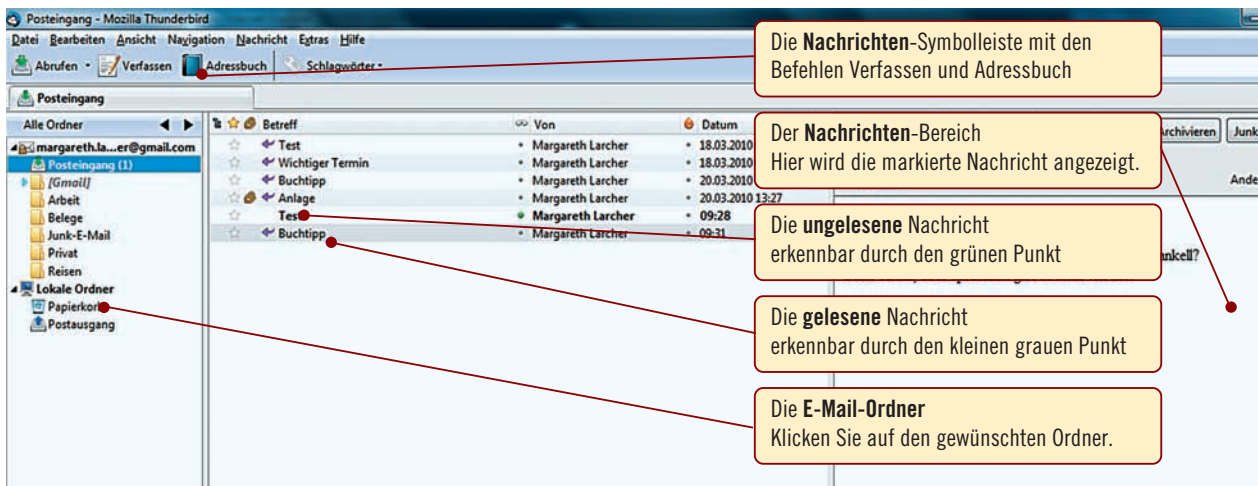 Posteingang - Mozilla Thunderbird
Datei Bearbeiten Ansicht Navigation Nachricht Extras Hilfe
Abrufen Verfassen Adressbuch Schlagwörter
Posteingang
Alle Ordner
margareth.la...er@gmail.com
Posteingang (1)
[Gmail]
Arbeit
Belege
Junk-E-Mail
Privat
Reisen
Lokale Ordner
Papierkorb
Postausgang
Betreff Von Datum
Test Margareth Larcher 18.03.2010
Wichtiger Termin Margareth Larcher 18.03.2010
Buchtipp Margareth Larcher 20.03.2010
Anlage Margareth Larcher 20.03.2010 13:27
Test Margareth Larcher 09:28
Buchtipp Margareth Larcher 09:31
Die Nachrichten-Symbolleiste mit den
Befehlen Verfassen und Adressbuch
Der Nachrichten-Bereich
Hier wird die markierte Nachricht angezeigt.
Die ungelesene Nachricht
erkennbar durch den grünen Punkt
Die gelesene Nachricht
erkennbar durch den kleinen grauen Punkt
Die E-Mail-Ordner
Klicken Sie auf den gewünschten Ordner.
Archivieren Junk
Ande
nkell?